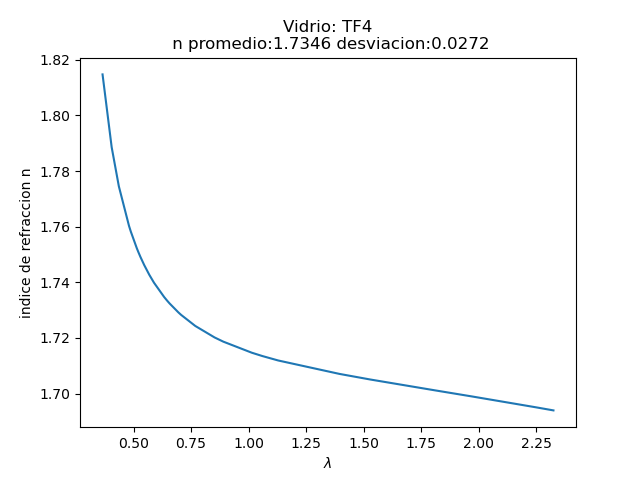 Vidrio: TF4
n promedio:1.7346 desviacion:0.0272
1.82
1.80
1.78
1.76
1.74
1.72
1.70
indice de refraccion n
0.50 0.75 1.00 1.25 1.50 1.75 2.00 2.25
λ